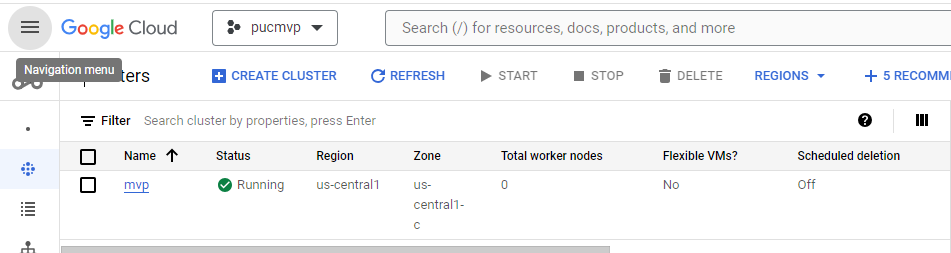 Google Cloud
pucmvp
Search (/) for resources, docs, products, and more
Navigation menu
ters
CREATE CLUSTER
REFRESH
START
STOP
DELETE
REGIONS
5 RECOMM
Filter
Search cluster by properties, press Enter
Name
Status
Region
Zone
Total worker nodes
Flexible VMs?
Scheduled deletion
mvp
Running
us-central1
us-
central1-
c
0
No
Off